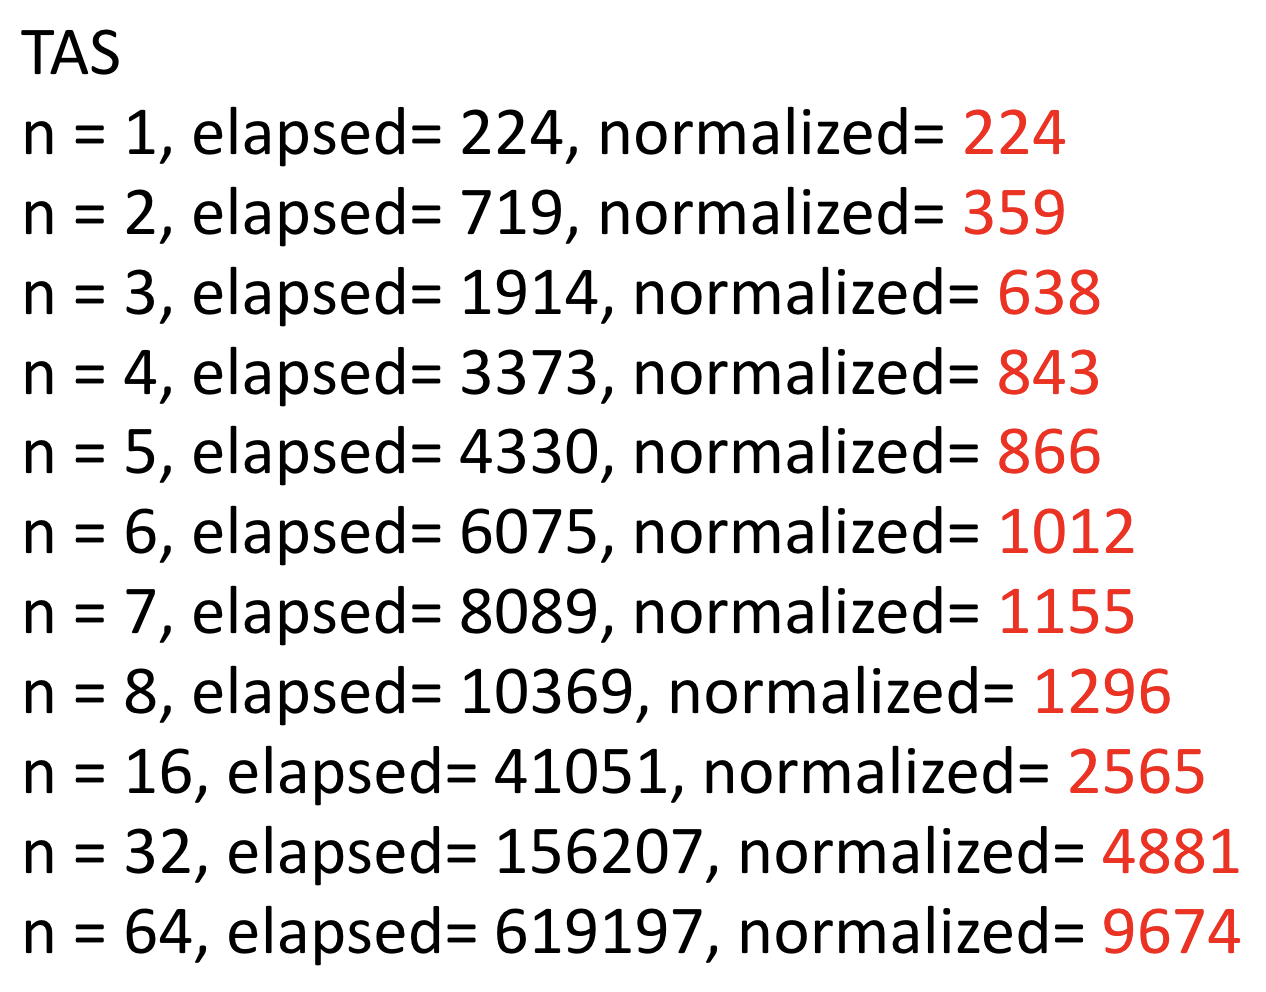 TAS
n = 1, elapsed= 224, normalized= 224
n = 2, elapsed= 719, normalized= 359
n = 3, elapsed= 1914, normalized= 638
n = 4, elapsed= 3373, normalized= 843
n = 5, elapsed= 4330, normalized= 866
n = 6, elapsed= 6075, normalized= 1012
n = 7, elapsed= 8089, normalized= 1155
n = 8, elapsed= 10369, normalized= 1296
n = 16, elapsed= 41051, normalized= 2565
n = 32, elapsed= 156207, normalized= 4881
n = 64, elapsed= 619197, normalized= 9674